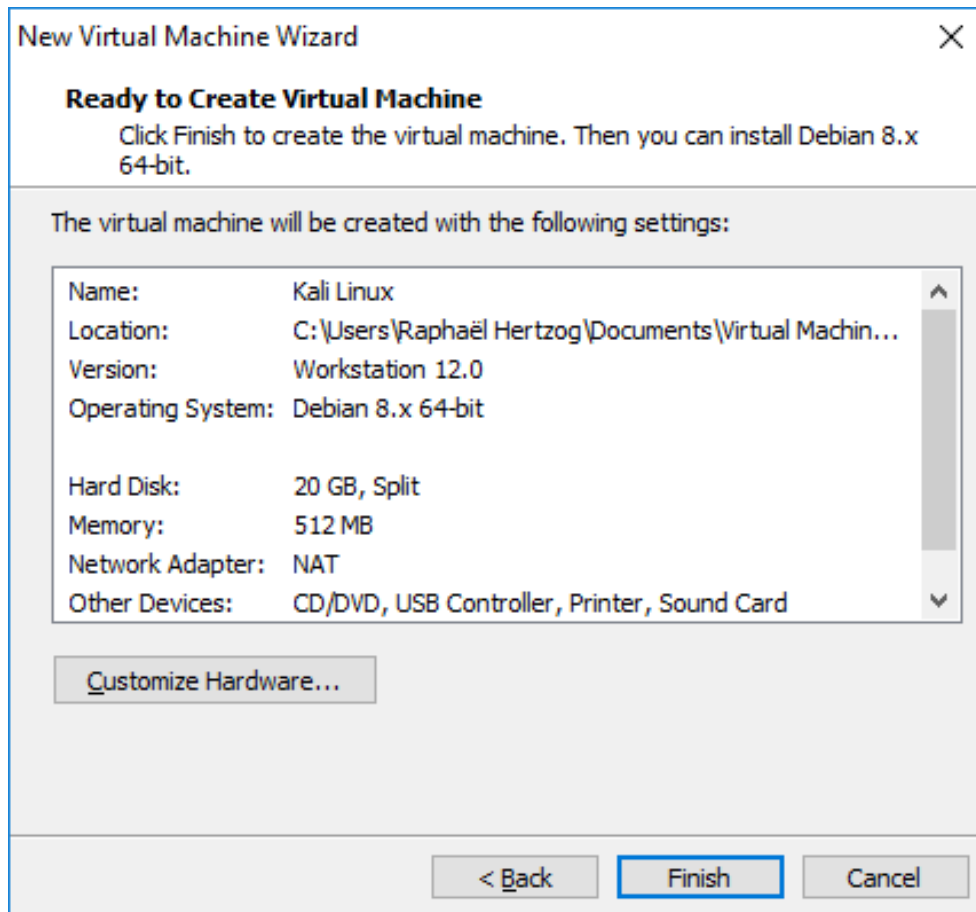 New Virtual Machine Wizard
Ready to Create Virtual Machine
Click Finish to create the virtual machine. Then you can install Debian 8.x
64-bit.
The virtual machine will be created with the following settings:
Name: Kali Linux
Location: C:\Users\Raphaël Hertzog\Documents\Virtual Machin...
Version: Workstation 12.0
Operating System: Debian 8.x 64-bit
Hard Disk: 20 GB, Split
Memory: 512 MB
Network Adapter: NAT
Other Devices: CD/DVD, USB Controller, Printer, Sound Card
Customize Hardware...
< Back Finish Cancel